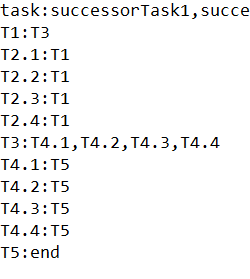 task:successorTask1,succe
T1:T3
T2.1:T1
T2.2:T1
T2.3:T1
T2.4:T1
T3:T4.1,T4.2,T4.3,T4.4
T4.1:T5
T4.2:T5
T4.3:T5
T4.4:T5
T5:end